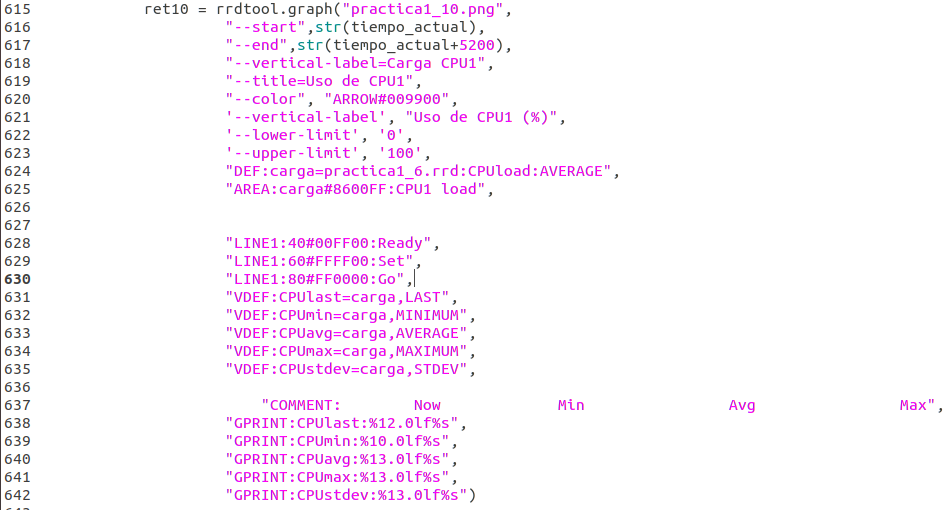 615 ret10 = rrdtool.graph("practica1_10.png",
616 "--start",str(tiempo_actual),
617 "--end",str(tiempo_actual+5200),
618 "--vertical-label=Carga CPU1",
619 "--title=Uso de CPU1",
620 "--color", "ARROW#009900",
621 '--vertical-label', "Uso de CPU1 (%)",
622 '--lower-limit', '0',
623 '--upper-limit', '100',
624 "DEF:carga=practica1_6.rrd:CPUload:AVERAGE",
625 "AREA:carga#8600FF:CPU1 load",
626
627
628 "LINE1:40#00FF00:Ready",
629 "LINE1:60#FFFF00:Set",
630 "LINE1:80#FF0000:Go",
631 "VDEF:CPUlast=carga,LAST",
632 "VDEF:CPUmin=carga,MINIMUM",
633 "VDEF:CPUavg=carga,AVERAGE",
634 "VDEF:CPUmax=carga,MAXIMUM",
635 "VDEF:CPUstdev=carga,STDEV",
636
637 "COMMENT:        Now             Min                Avg                Max",
638 "GPRINT:CPUlast:%12.0lf%s",
639 "GPRINT:CPUmin:%10.0lf%s",
640 "GPRINT:CPUavg:%13.0lf%s",
641 "GPRINT:CPUmax:%13.0lf%s",
642 "GPRINT:CPUstdev:%13.0lf%s")